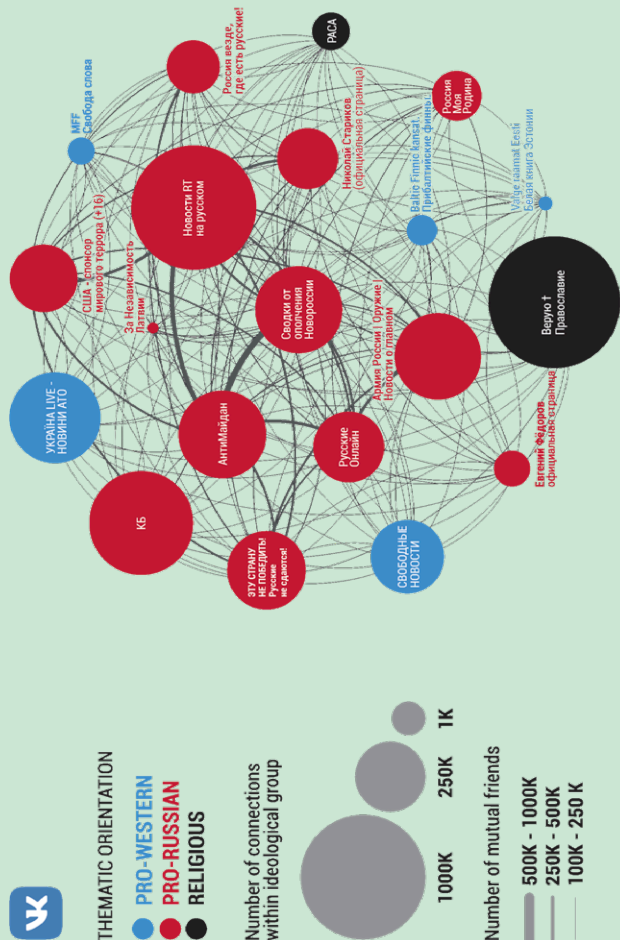 THEMATIC ORIENTATION
PRO-WESTERN
PRO-RUSSIAN
RELIGIOUS
Number of connections
within ideological group
1000K
250K
1K
Number of mutual friends
500K - 1000K
250K - 500K
100K - 250 K
КБ
УКРАЇНА LIVE -
НОВИНИ АТО
США - спонсор
мирового террора (+16)
За Независимость
Латвии
MFF
Свобода слова
Россия везде,
где есть русские!
РАСА
Новости RT
на русском
Николай Стариков
(официальная страница)
Россия
Моя
Родина
АнтиМайдан
Сводки от
ополчения
Новороссии
Baltic Finnic kansat
Прибалтийские финны
Valge raamat Eesti
Белая книга Эстонии
ЭТУ СТРАНУ
НЕ ПОБЕДИТЬ!
Русские
не сдаются!
Русские
Онлайн
Армия России | Оружие |
Новости о главном
Верую †
Православие
СВОБОДНЫЕ
НОВОСТИ
Евгений Фёдоров
официальная страница